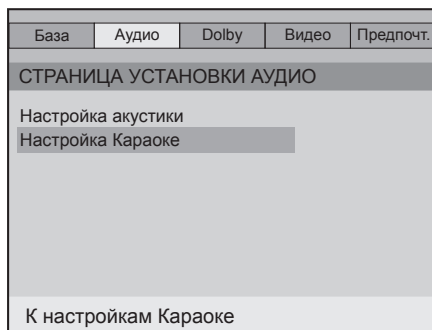 База Аудио Dolby Видео Предпочт.
СТРАНИЦА УСТАНОВКИ АУДИО
Настройка акустики
Настройка Караоке
К настройкам Караоке